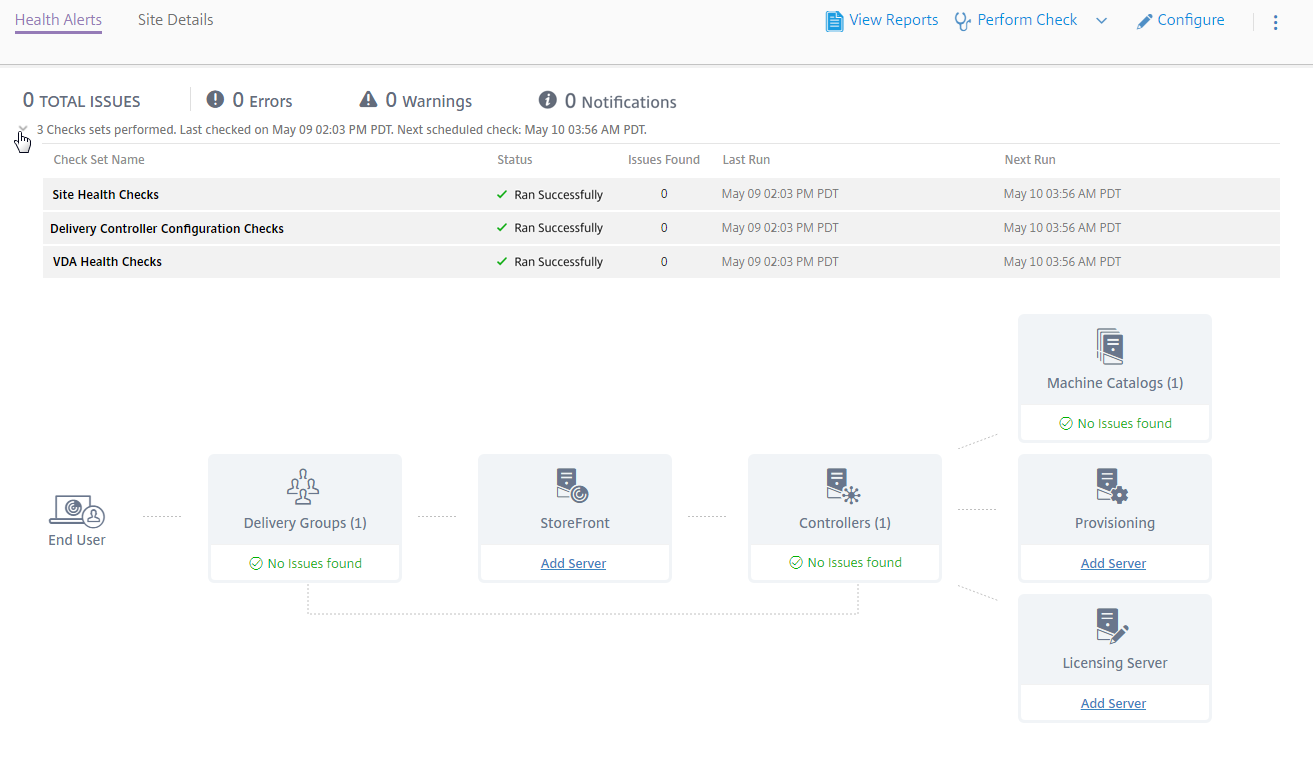 Health Alerts Site Details View Reports Perform Check Configure
0 TOTAL ISSUES 0 Errors 0 Warnings 0 Notifications
3 Checks sets performed. Last checked on May 09 02:03 PM PDT. Next scheduled check: May 10 03:56 AM PDT.
Check Set Name Status Issues Found Last Run Next Run
Site Health Checks Ran Successfully 0 May 09 02:03 PM PDT May 10 03:56 AM PDT
Delivery Controller Configuration Checks Ran Successfully 0 May 09 02:03 PM PDT May 10 03:56 AM PDT
VDA Health Checks Ran Successfully 0 May 09 02:03 PM PDT May 10 03:56 AM PDT
Machine Catalogs (1)
No Issues found
End User
Delivery Groups (1)
No Issues found
StoreFront
Add Server
Controllers (1)
No Issues found
Provisioning
Add Server
Licensing Server
Add Server